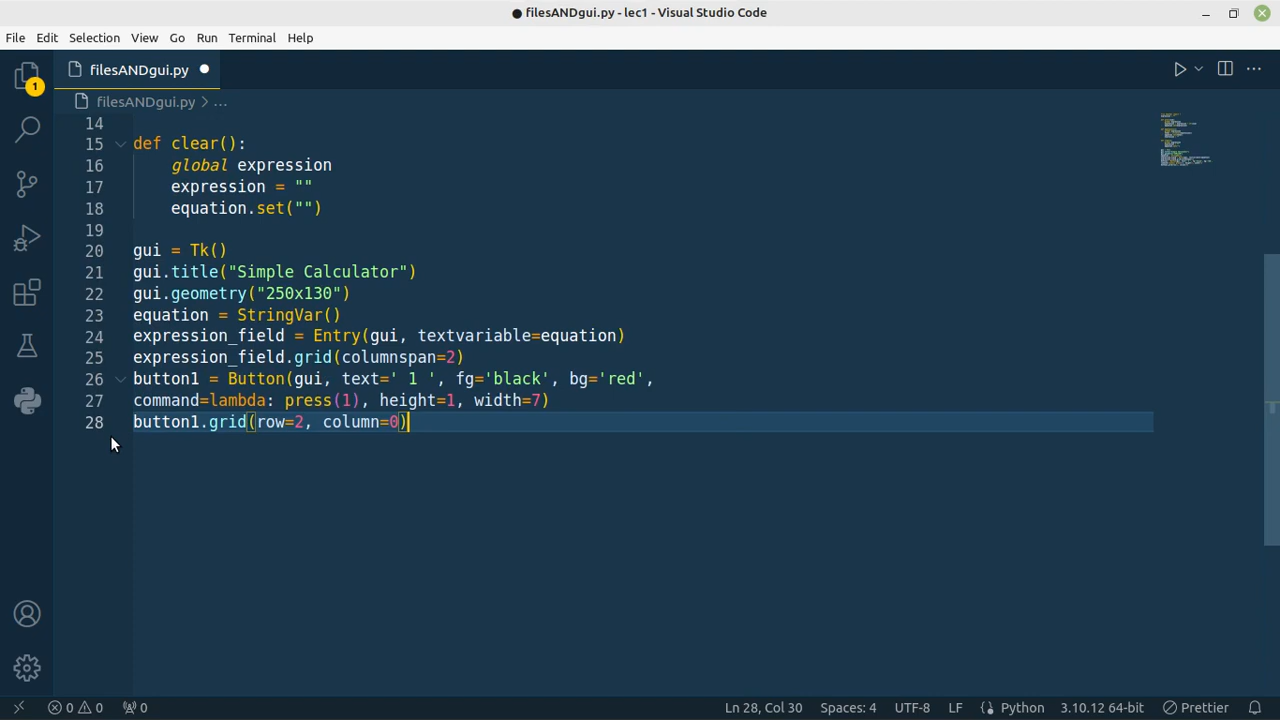 ● filesANDgui.py - lec1 - Visual Studio Code
File Edit Selection View Go Run Terminal Help
filesANDgui.py ●
1
filesANDgui.py > ...
14
15 def clear():
16 global expression
17 expression = ""
18 equation.set("")
19
20 gui = Tk()
21 gui.title("Simple Calculator")
22 gui.geometry("250x130")
23 equation = StringVar()
24 expression_field = Entry(gui, textvariable=equation)
25 expression_field.grid(columnspan=2)
26 button1 = Button(gui, text=' 1 ', fg='black', bg='red',
27 command=lambda: press(1), height=1, width=7)
28 button1.grid(row=2, column=0)
0 0 0 Ln 28, Col 30 Spaces: 4 UTF-8 LF Python 3.10.12 64-bit Prettier